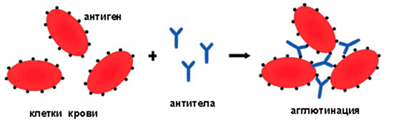 антиген
клетки крови
антитела
агглютинация